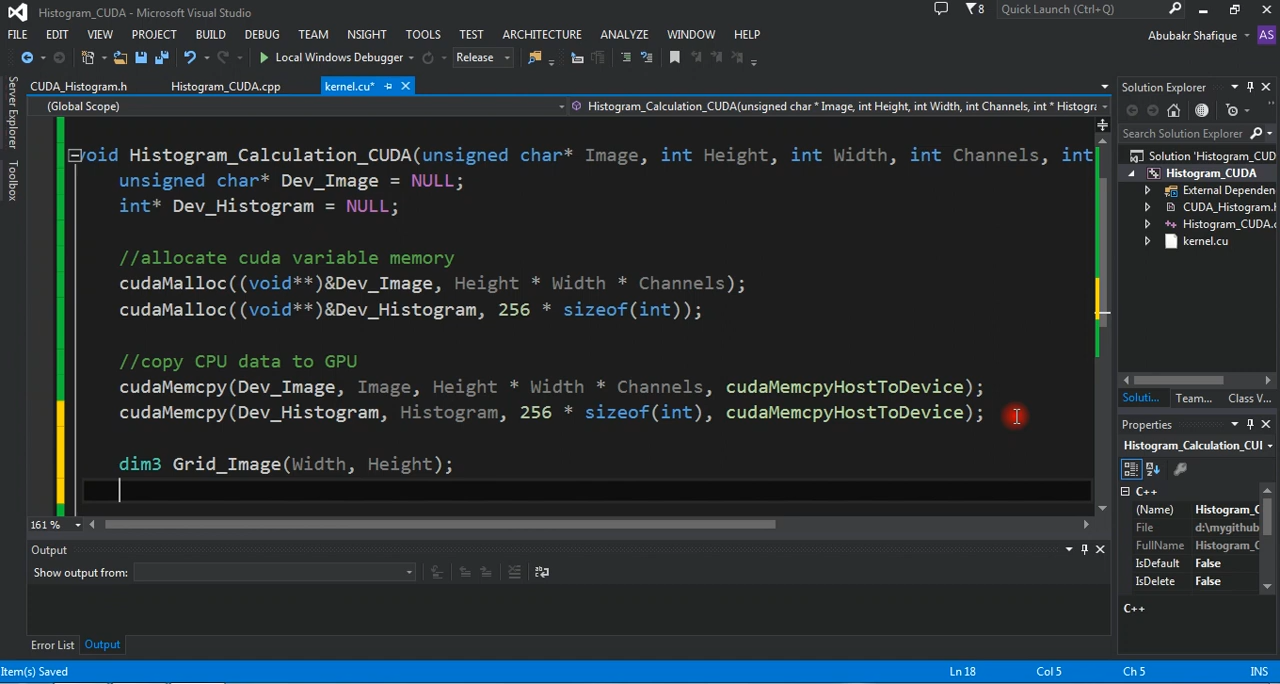 Histogram_CUDA - Microsoft Visual Studio
8
Quick Launch (Ctrl+Q)
FILE EDIT VIEW PROJECT BUILD DEBUG TEAM NSIGHT TOOLS TEST ARCHITECTURE ANALYZE WINDOW HELP
Abubakr Shafique AS
Local Windows Debugger Release
CUDA_Histogram.h Histogram_CUDA.cpp kernel.cu*
Server Explorer
Toolbox
(Global Scope) Histogram_Calculation_CUDA(unsigned char * Image, int Height, int Width, int Channels, int * Histogra
void Histogram_Calculation_CUDA(unsigned char* Image, int Height, int Width, int Channels, int
unsigned char* Dev_Image = NULL;
int* Dev_Histogram = NULL;
//allocate cuda variable memory
cudaMalloc((void**)&Dev_Image, Height * Width * Channels);
cudaMalloc((void**)&Dev_Histogram, 256 * sizeof(int));
//copy CPU data to GPU
cudaMemcpy(Dev_Image, Image, Height * Width * Channels, cudaMemcpyHostToDevice);
cudaMemcpy(Dev_Histogram, Histogram, 256 * sizeof(int), cudaMemcpyHostToDevice);
dim3 Grid_Image(Width, Height);
161 %
Output
Show output from:
Error List Output
Solution Explorer
Search Solution Explorer
Solution 'Histogram_CUD
Histogram_CUDA
External Dependen
CUDA_Histogram.h
Histogram_CUDA.c
kernel.cu
Soluti... Team... Class V...
Properties
Histogram_Calculation_CUI
C++
(Name) Histogram_C
File d:\mygithub
FullName Histogram_C
IsDefault False
IsDelete False
C++
Item(s) Saved Ln 18 Col 5 Ch 5 INS